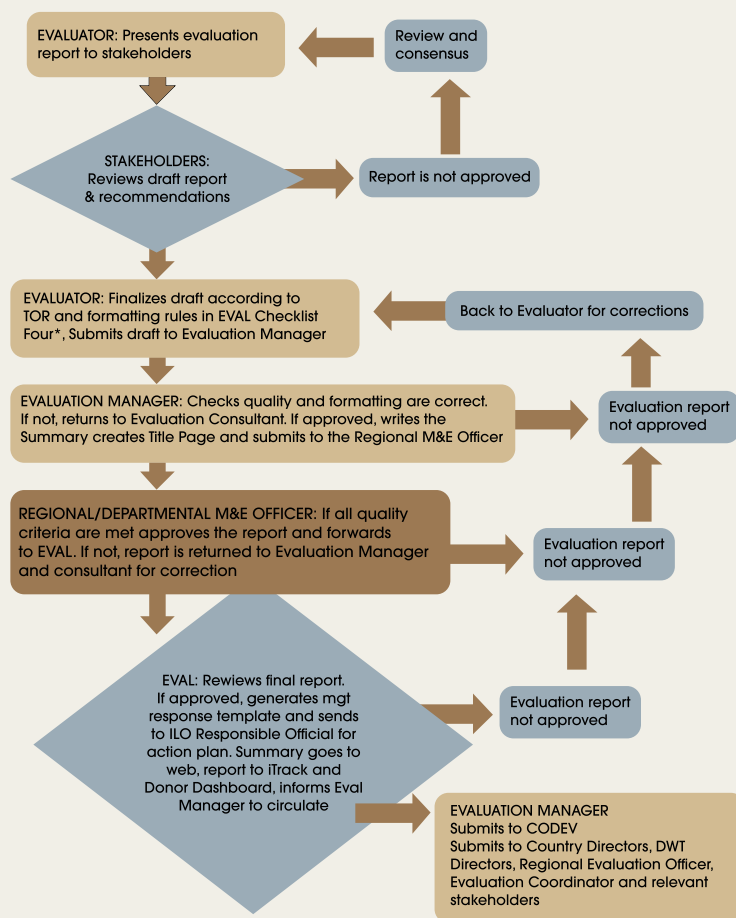 EVALUATOR: Presents evaluation
report to stakeholders
Review and
consensus
STAKEHOLDERS:
Reviews draft report
& recommendations
Report is not approved
EVALUATOR: Finalizes draft according to
TOR and formatting rules in EVAL Checklist
Four*, Submits draft to Evaluation Manager
Back to Evaluator for corrections
EVALUATION MANAGER: Checks quality and formatting are correct.
If not, returns to Evaluation Consultant. If approved, writes the
Summary creates Title Page and submits to the Regional M&E Officer
Evaluation report
not approved
REGIONAL/DEPARTMENTAL M&E OFFICER: If all quality
criteria are met approves the report and forwards
to EVAL. If not, report is returned to Evaluation Manager
and consultant for correction
Evaluation report
not approved
EVAL: Rewiews final report.
If approved, generates mgt
response template and sends
to ILO Responsible Official for
action plan. Summary goes to
web, report to iTrack and
Donor Dashboard, informs Eval
Manager to circulate
Evaluation report
not approved
EVALUATION MANAGER
Submits to CODEV
Submits to Country Directors, DWT
Directors, Regional Evaluation Officer,
Evaluation Coordinator and relevant
stakeholders